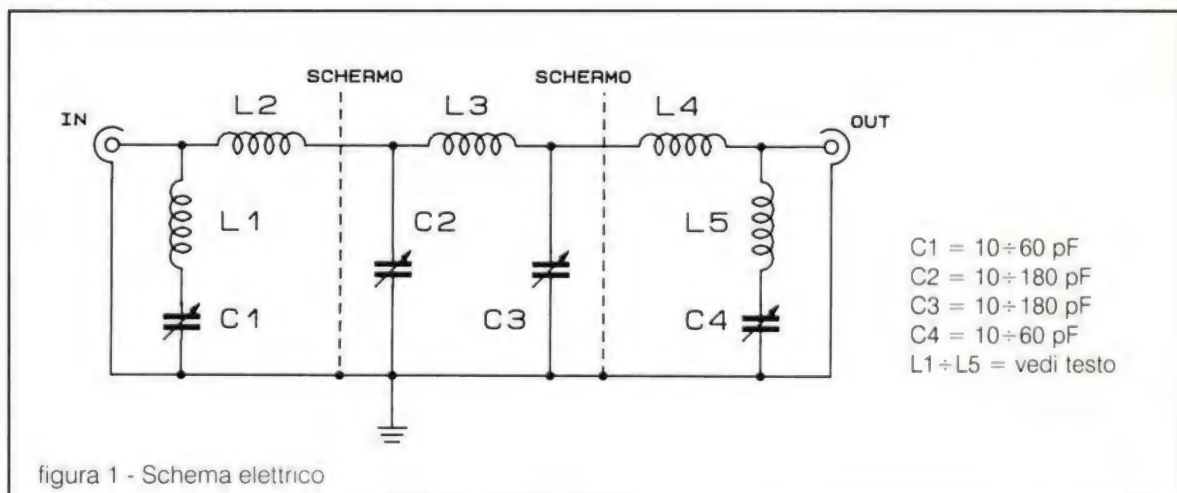 SCHERMO SCHERMO
IN L2 L3 L4 OUT
L1 C2 L5
C1 C3 C4
C1 = 10÷60 pF
C2 = 10÷180 pF
C3 = 10÷180 pF
C4 = 10÷60 pF
L1÷L5 = vedi testo
figura 1 - Schema elettrico